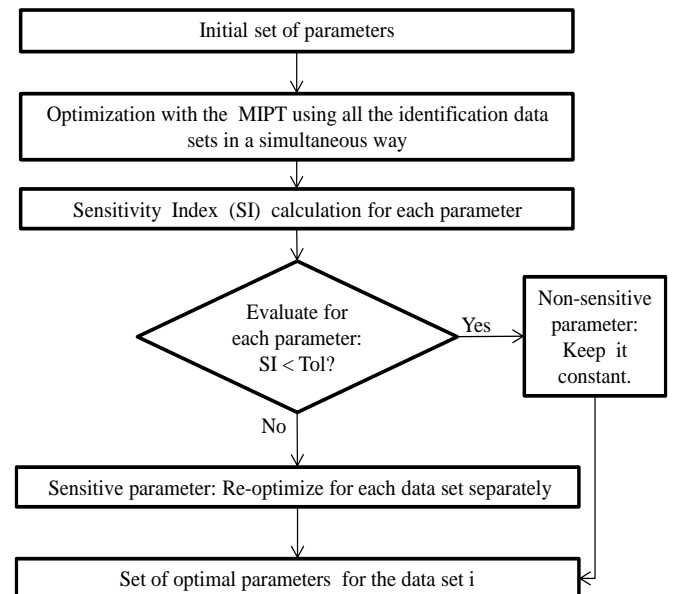 Initial set of parameters
Optimization with the MIPT using all the identification data
sets in a simultaneous way
Sensitivity Index (SI) calculation for each parameter
Evaluate for
each parameter:
SI < Tol?
Yes
Non-sensitive
parameter:
Keep it
constant.
No
Sensitive parameter: Re-optimize for each data set separately
Set of optimal parameters for the data set i